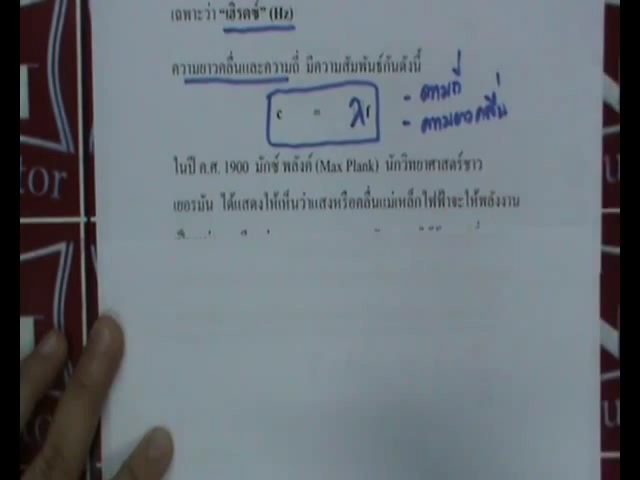 เฉพาะว่า "เฮิรตซ์" (Hz)
ความยาวคลื่นและความถี่ มีความสัมพันธ์กันดังนี้
c = λf
- ความถี่
- ความยาวคลื่น
ในปี ค.ศ. 1900 มักซ์ พลังค์ (Max Plank) นักวิทยาศาสตร์ชาว
เยอรมัน ได้แสดงให้เห็นว่าแสงหรือคลื่นแม่เหล็กไฟฟ้าจะให้พลังงาน
tor